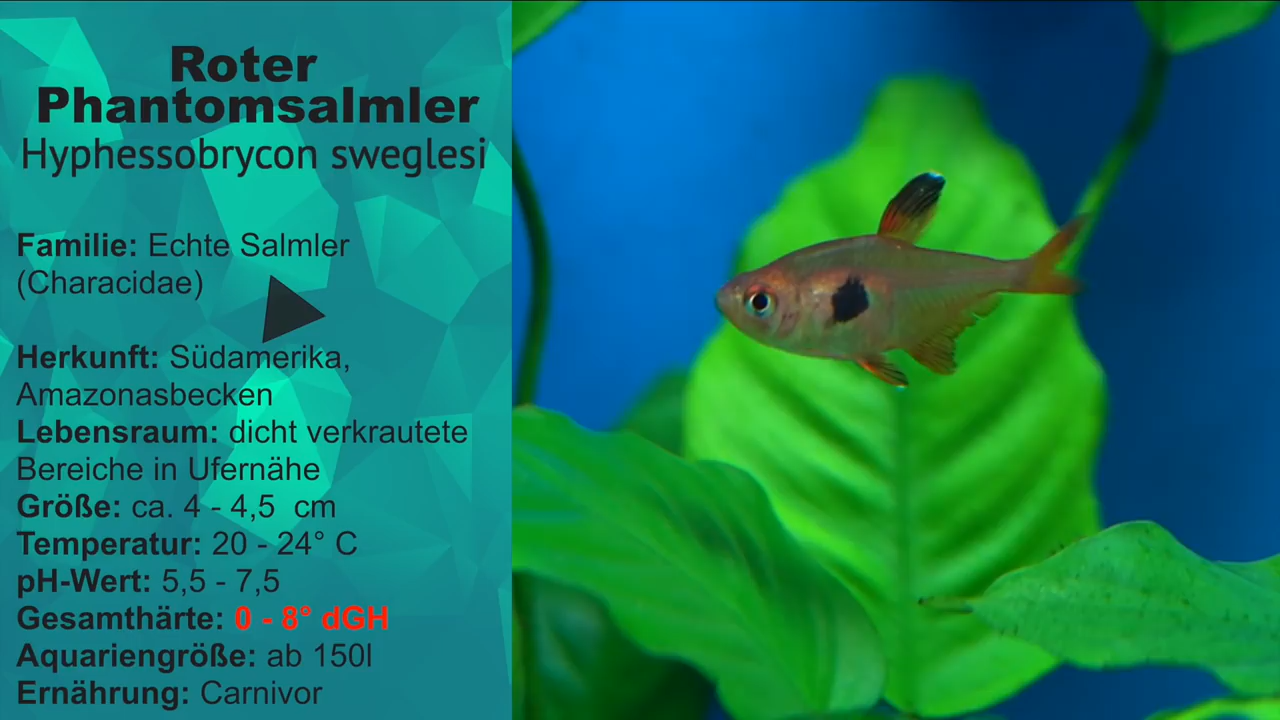 Roter
Phantomsalmler
Hyphessobrycon sweglesi
Familie: Echte Salmler
(Characidae)
Herkunft: Südamerika,
Amazonasbecken
Lebensraum: dicht verkrautete
Bereiche in Ufernähe
Größe: ca. 4 - 4,5 cm
Temperatur: 20 - 24° C
pH-Wert: 5,5 - 7,5
Gesamthärte: 0 - 8° dGH
Aquariengröße: ab 150l
Ernährung: Carnivor